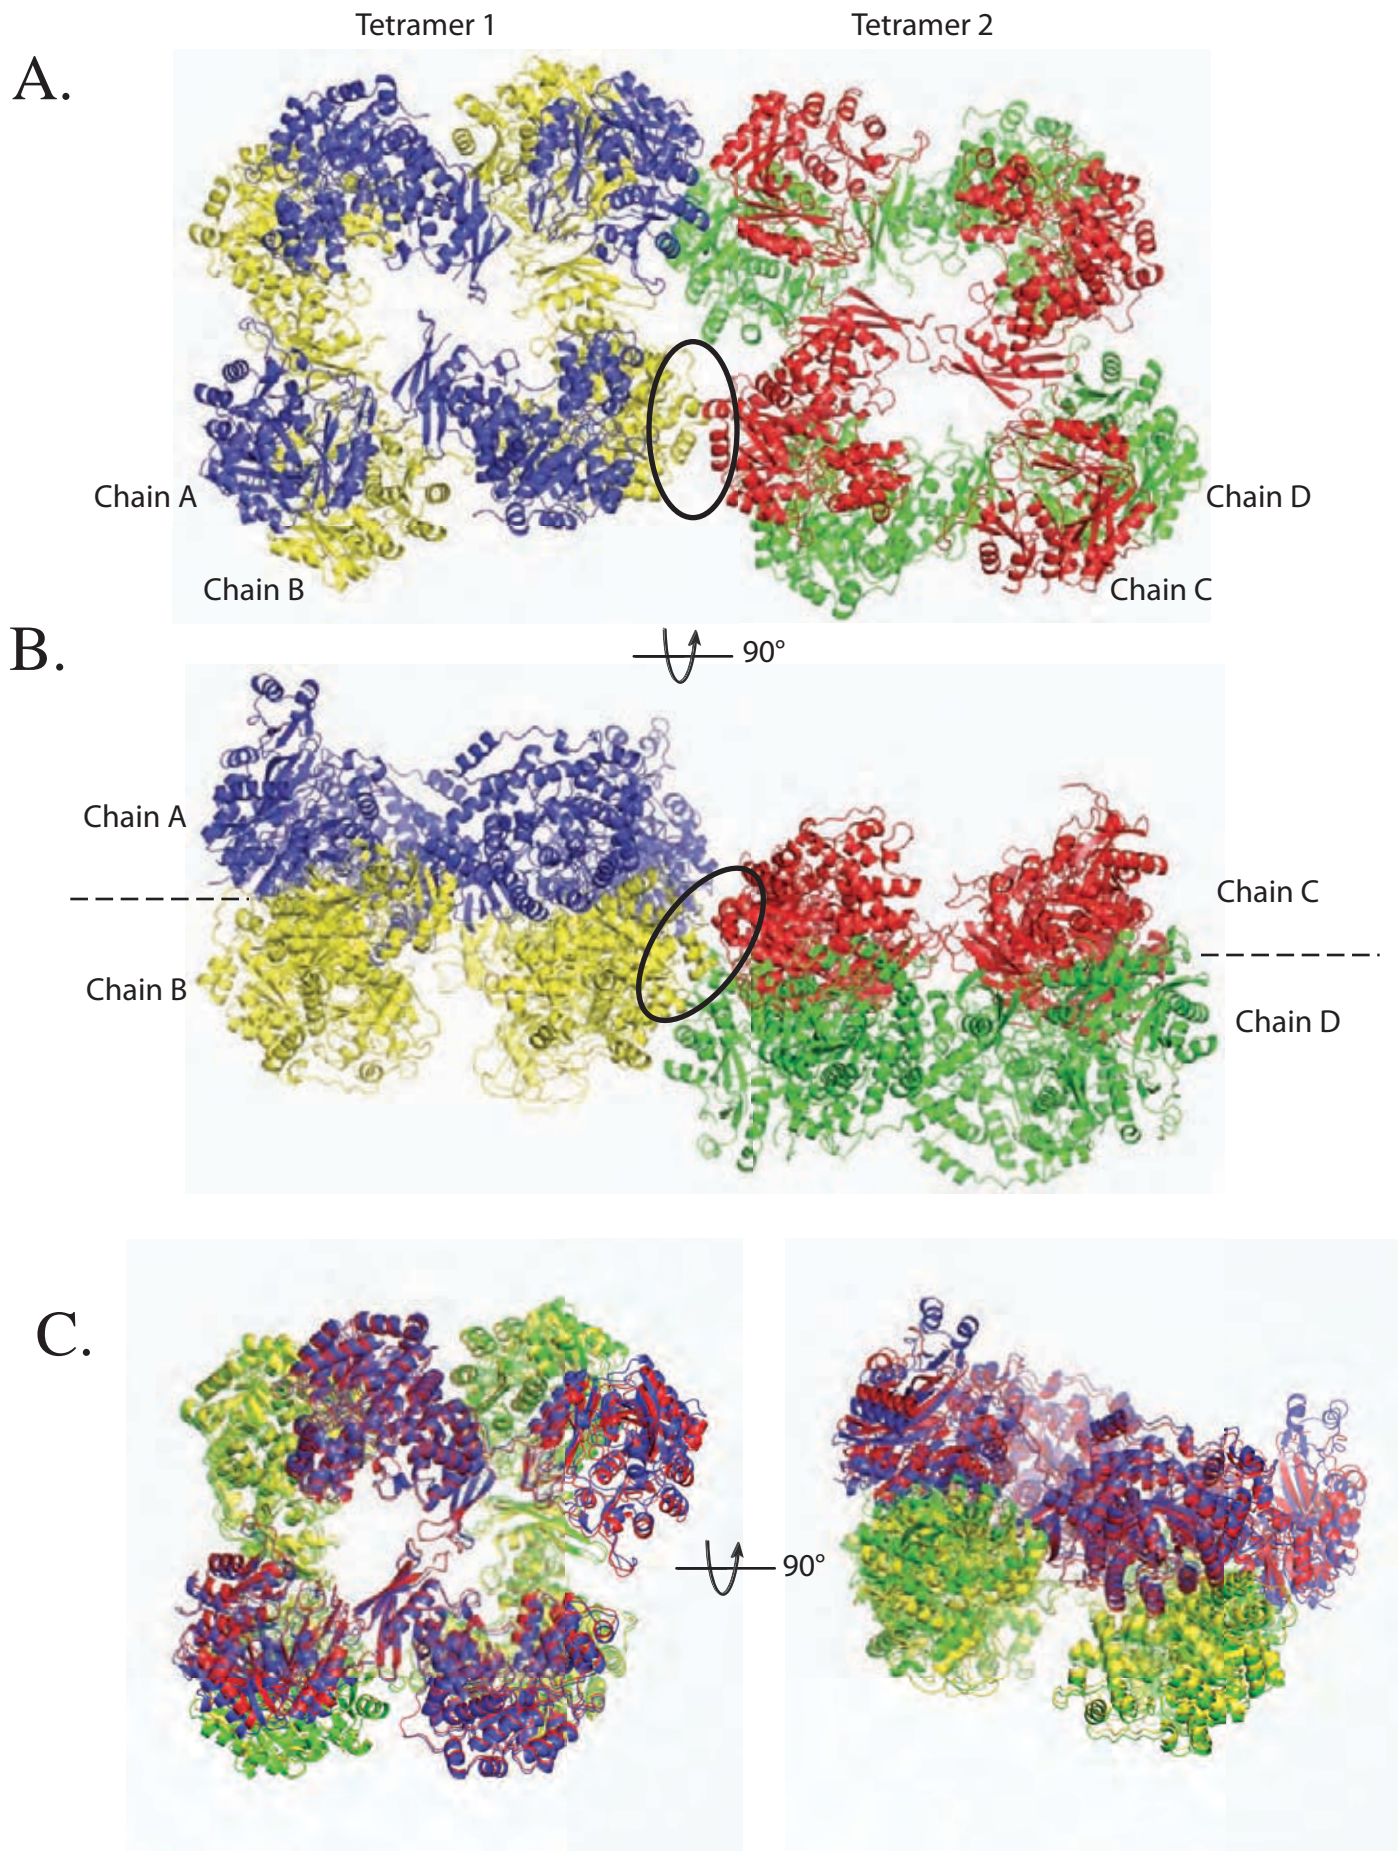 Tetramer 1
Tetramer 2
A.
Chain A
Chain D
Chain B
Chain C
B.
90°
Chain A
Chain C
Chain B
Chain D
C.
90°